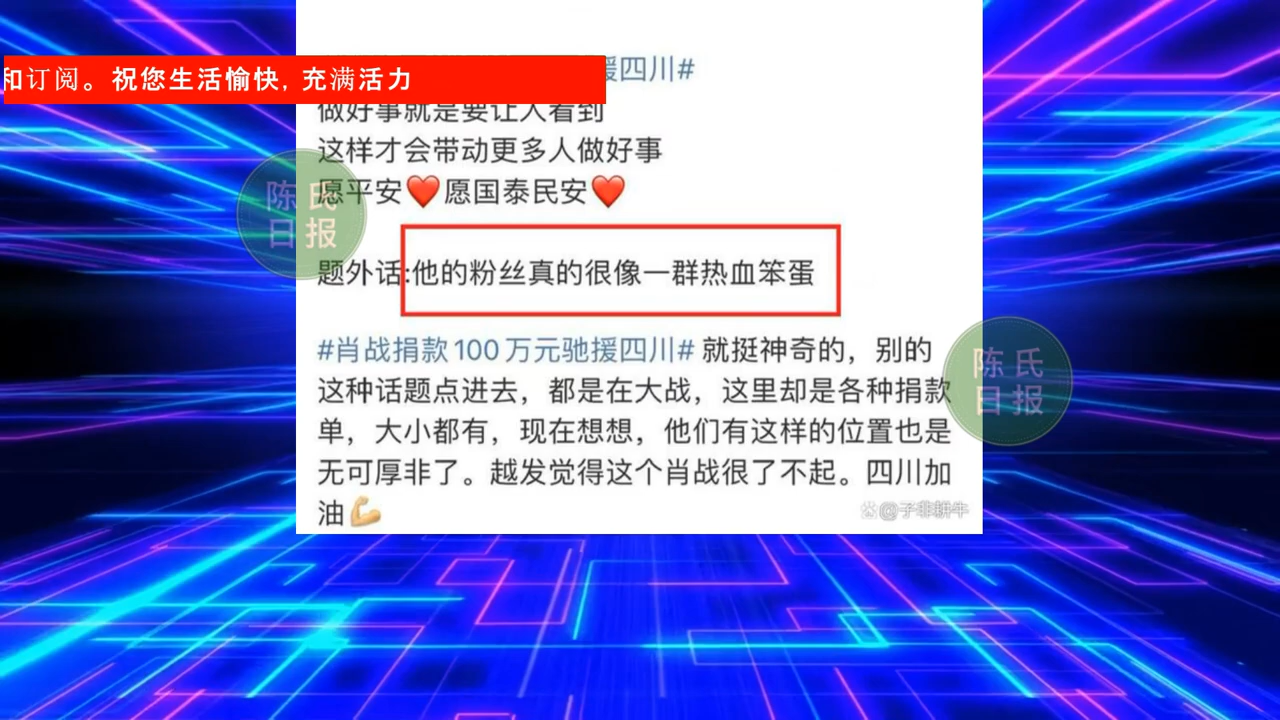 和订阅。祝您生活愉快, 充满活力
援四川#
做好事就是要让人看到
这样才会带动更多人做好事
愿平安❤️愿国泰民安❤️
陈氏
日报
题外话:他的粉丝真的很像一群热血笨蛋
#肖战捐款100万元驰援四川# 就挺神奇的，别的
这种话题点进去，都是在大战，这里却是各种捐款
单，大小都有，现在想想，他们有这样的位置也是
无可厚非了。越发觉得这个肖战很了不起。四川加
油💪
陈氏
日报
@子非耕牛